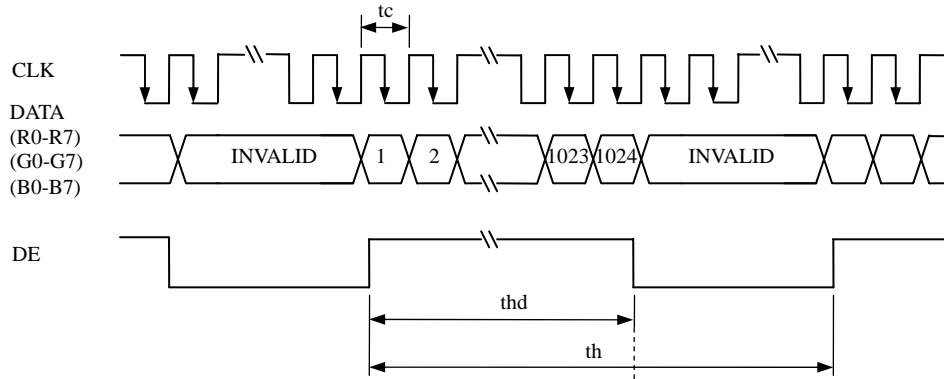 tc
CLK
DATA
(R0-R7)
(G0-G7)
(B0-B7)
INVALID 1 2 1023 1024 INVALID
DE
thd
th